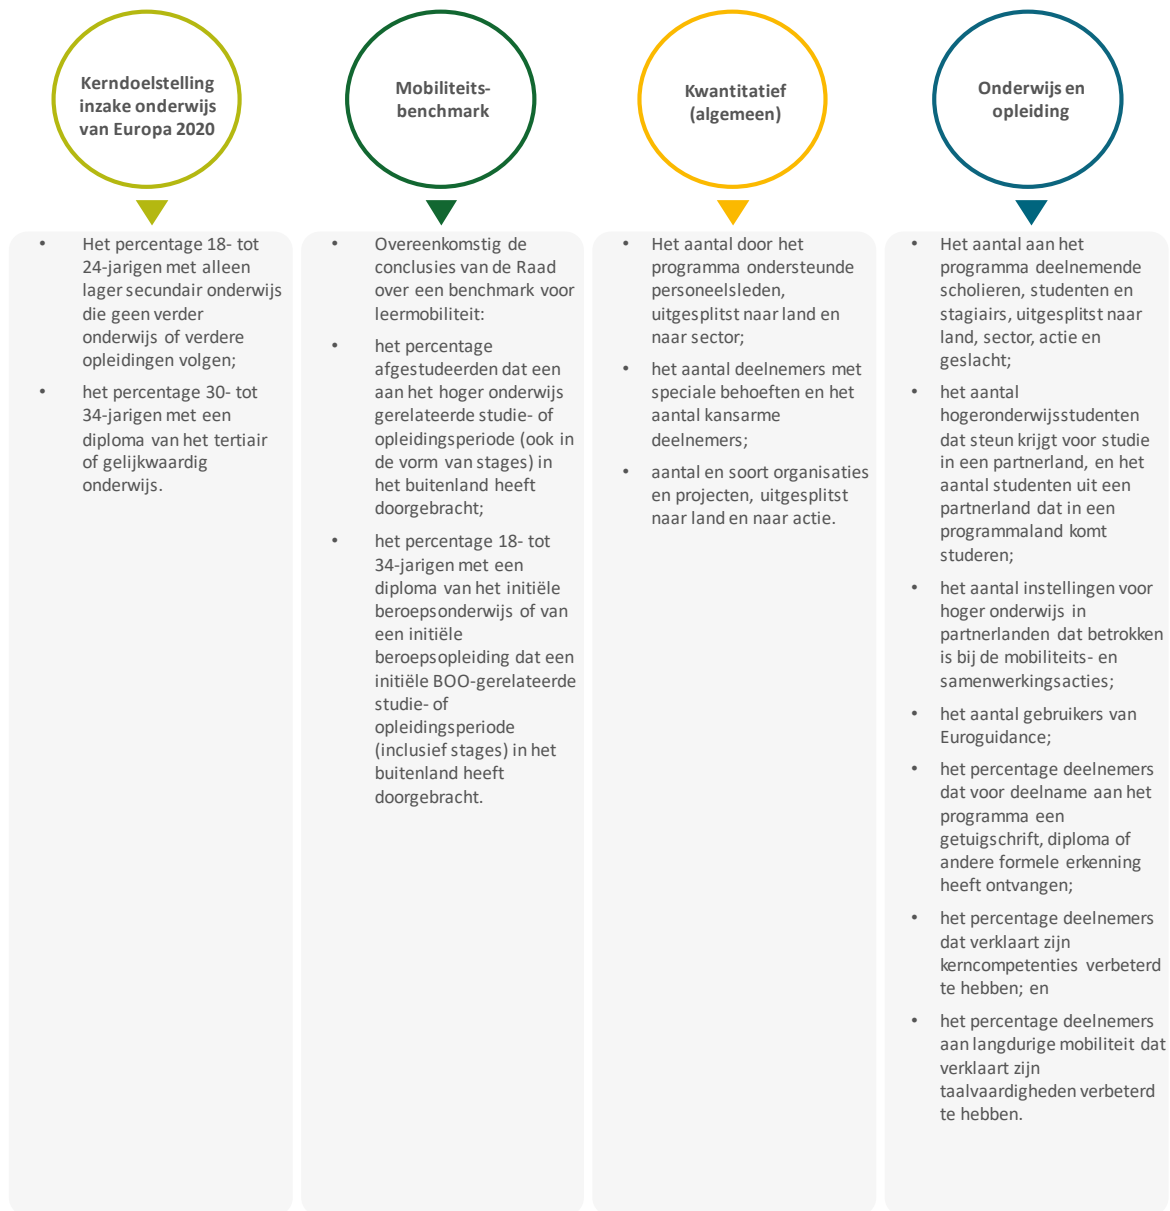 Kerndoelstelling
inzake onderwijs
van Europa 2020
• Het percentage 18- tot
24-jarigen met alleen
lager secundair onderwijs
die geen verder
onderwijs of verdere
opleidingen volgen;
• het percentage 30- tot
34-jarigen met een
diploma van het tertiair
of gelijkwaardig
onderwijs.
Mobiliteits-
benchmark
• Overeenkomstig de
conclusies van de Raad
over een benchmark voor
leermobiliteit:
• het percentage
afgestudeerden dat een
aan het hoger onderwijs
gerelateerde studie- of
opleidingsperiode (ook in
de vorm van stages) in
het buitenland heeft
doorgebracht;
• het percentage 18- tot
34-jarigen met een
diploma van het initiële
beroepsonderwijs of van
een initiële
beroepsopleiding dat een
initiële BOO-gerelateerde
studie- of
opleidingsperiode
(inclusief stages) in het
buitenland heeft
doorgebracht.
Kwantitatief
(algemeen)
• Het aantal door het
programma ondersteunde
personeelsleden,
uitgesplitst naar land en
naar sector;
• het aantal deelnemers met
speciale behoeften en het
aantal kansarme
deelnemers;
• aantal en soort organisaties
en projecten, uitgesplitst
naar land en naar actie.
Onderwijs en
opleiding
• Het aantal aan het
programma deelnemende
scholieren, studenten en
stagiairs, uitgesplitst naar
land, sector, actie en
geslacht;
• het aantal
hogeronderwijsstudenten
dat steun krijgt voor studie
in een partnerland, en het
aantal studenten uit een
partnerland dat in een
programmaland komt
studeren;
• het aantal instellingen voor
hoger onderwijs in
partnerlanden dat betrokken
is bij de mobiliteits- en
samenwerkingsacties;
• het aantal gebruikers van
Euroguidance;
• het percentage deelnemers
dat voor deelname aan het
programma een
getuigschrift, diploma of
andere formele erkenning
heeft ontvangen;
• het percentage deelnemers
dat verklaart zijn
kerncompetenties verbeterd
te hebben; en
• het percentage deelnemers
aan langdurige mobiliteit dat
verklaart zijn
taalvaardigheden verbeterd
te hebben.